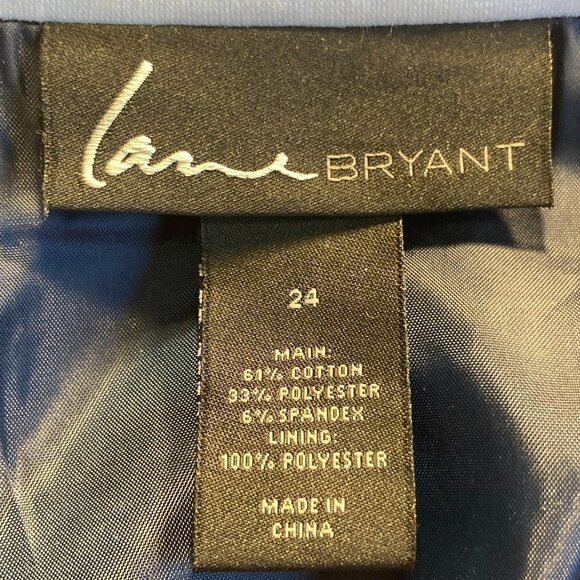 Lane BRYANT
24
MAIN:
61% COTTON
33% POLYESTER
6% SPANDEX
LINING:
100% POLYESTER
MADE IN
CHINA